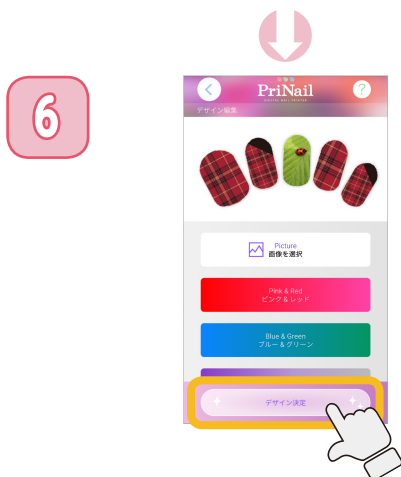 6
PriNail
DIGITAL NAIL PRINTER
?
デザイン編集
Picture
画像を選択
Pink & Red
ピンク & レッド
Blue & Green
ブルー & グリーン
デザイン決定